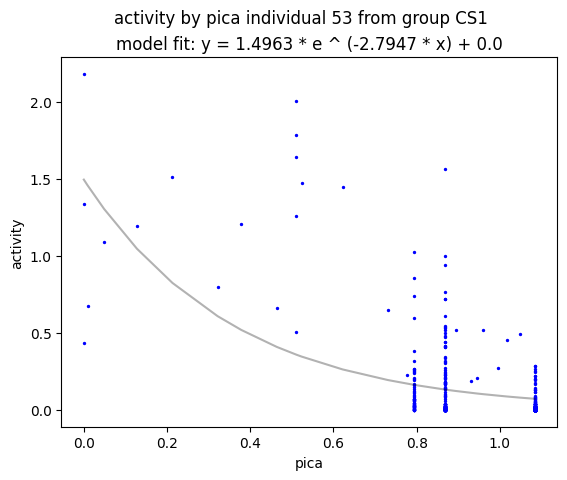 activity by pica individual 53 from group CS1
model fit: y = 1.4963 * e ^ (-2.7947 * x) + 0.0
activity
2.0
1.5
1.0
0.5
0.0
0.0 0.2 0.4 0.6 0.8 1.0
pica